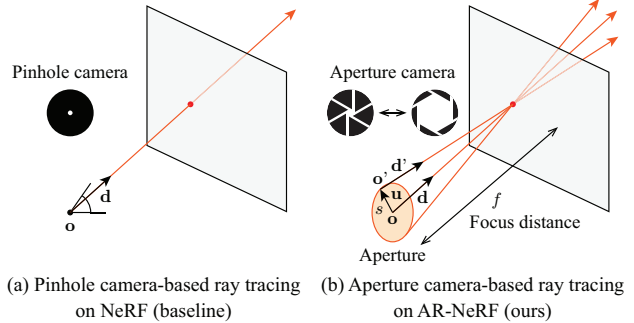 Pinhole camera
d
o
(a) Pinhole camera-based ray tracing
on NeRF (baseline)
Aperture camera
o' d'
u
s
d
o
f
Focus distance
Aperture
(b) Aperture camera-based ray tracing
on AR-NeRF (ours)